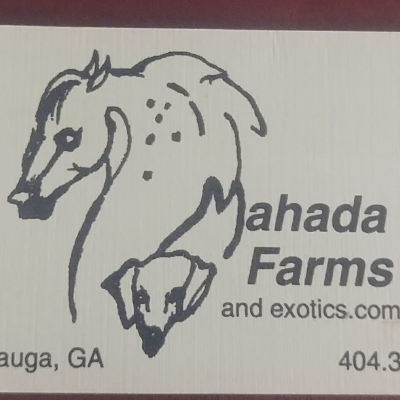 Mahada
Farms
and exotics.com
auga, GA 404.3